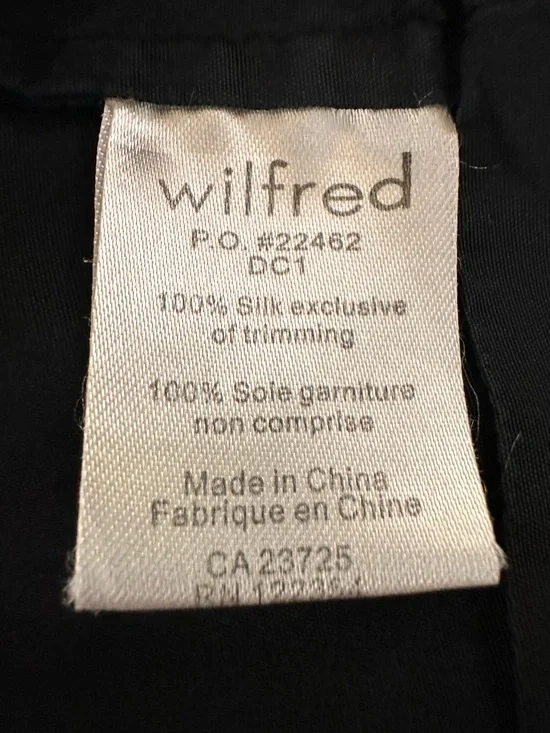 wilfred
P.O. #22462
DC1
100% Silk exclusive
of trimming
100% Soie garniture
non comprise
Made in China
Fabrique en Chine
CA 23725
RN